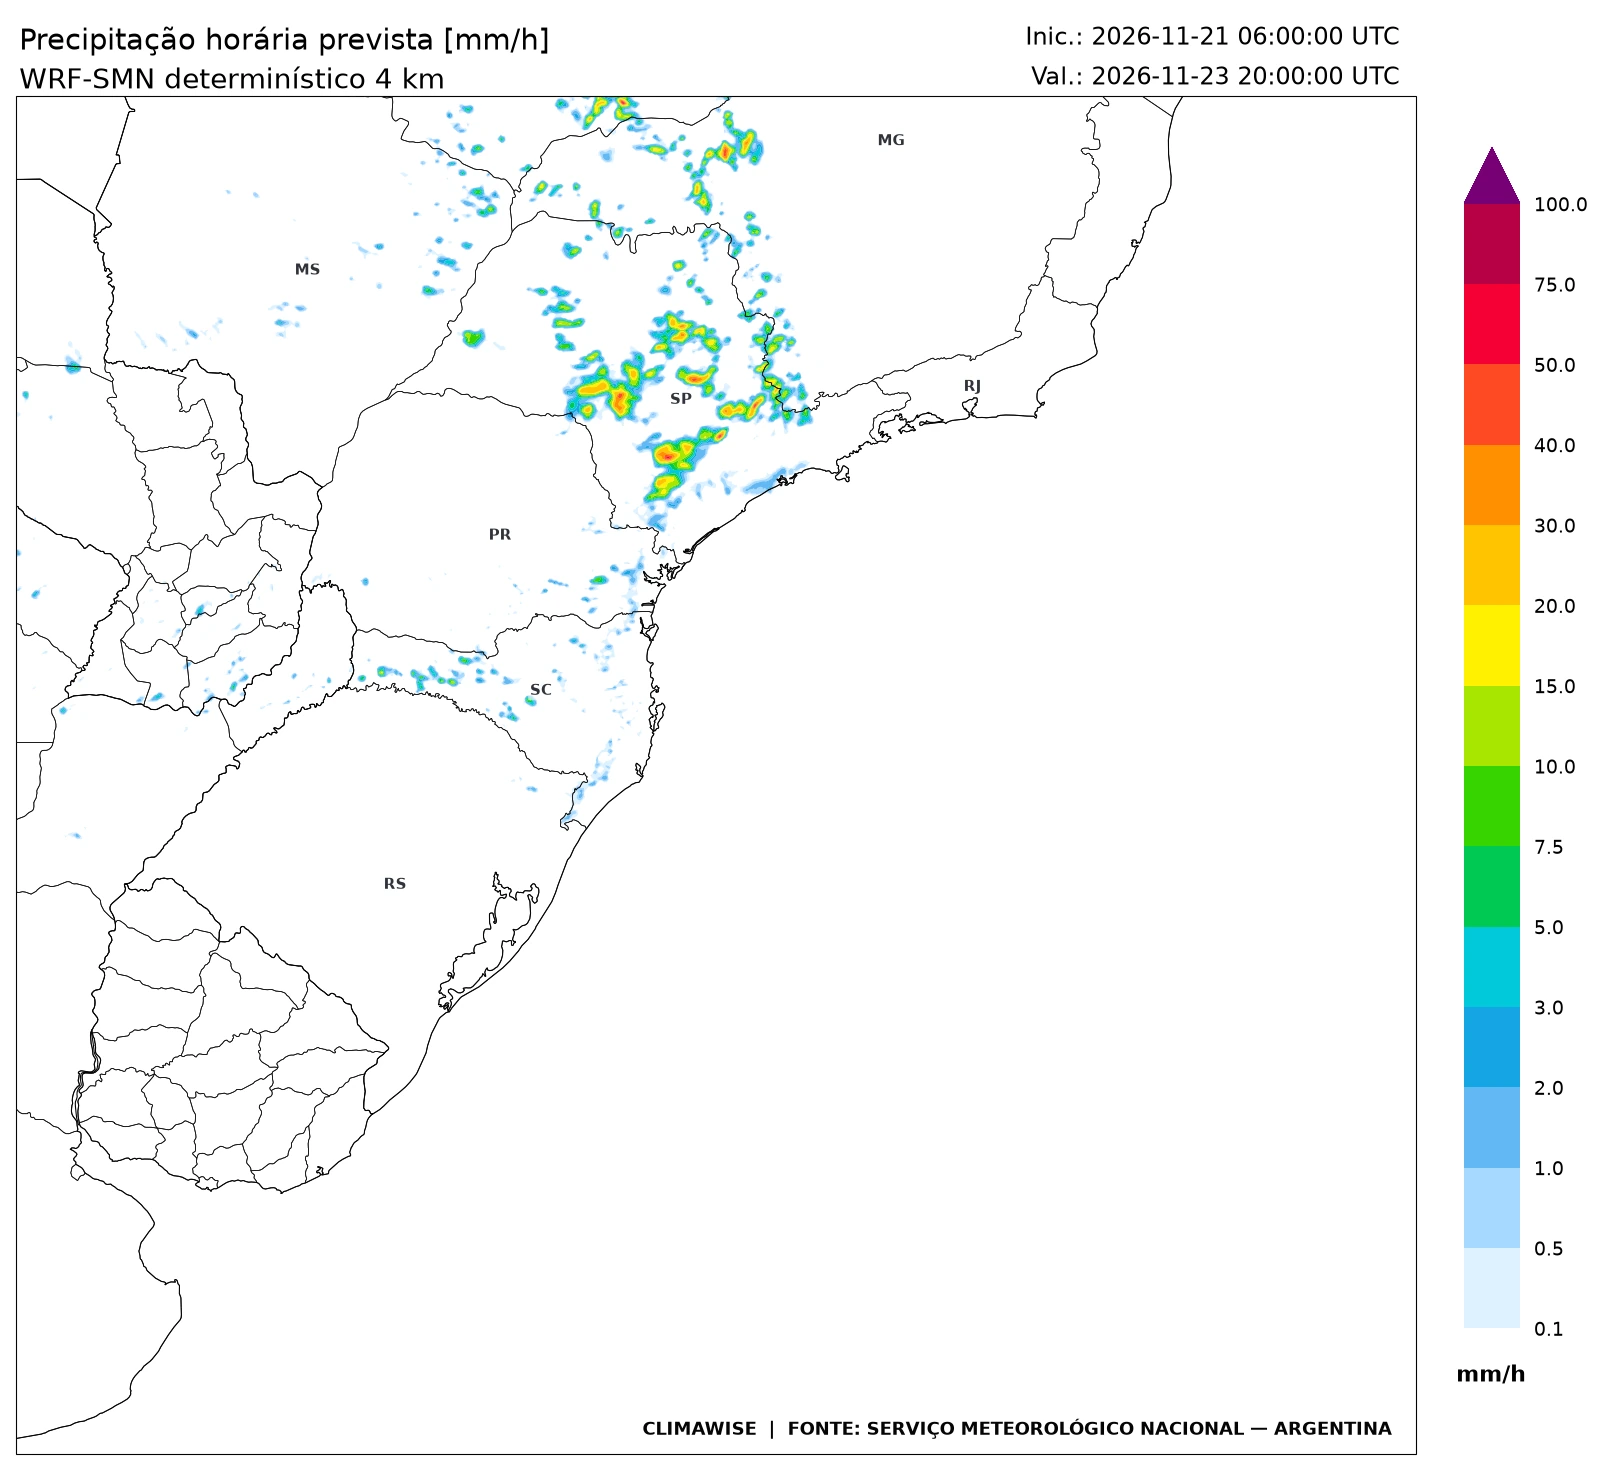 Precipitação horária prevista [mm/h]
WRF-SMN determinístico 4 km
Inic.: 2026-11-21 06:00:00 UTC
Val.: 2026-11-23 20:00:00 UTC
MG
MS
RJ
SP
PR
SC
RS
100.0
75.0
50.0
40.0
30.0
20.0
15.0
10.0
7.5
5.0
3.0
2.0
1.0
0.5
0.1
mm/h
CLIMAWISE | FONTE: SERVIÇO METEOROLÓGICO NACIONAL — ARGENTINA